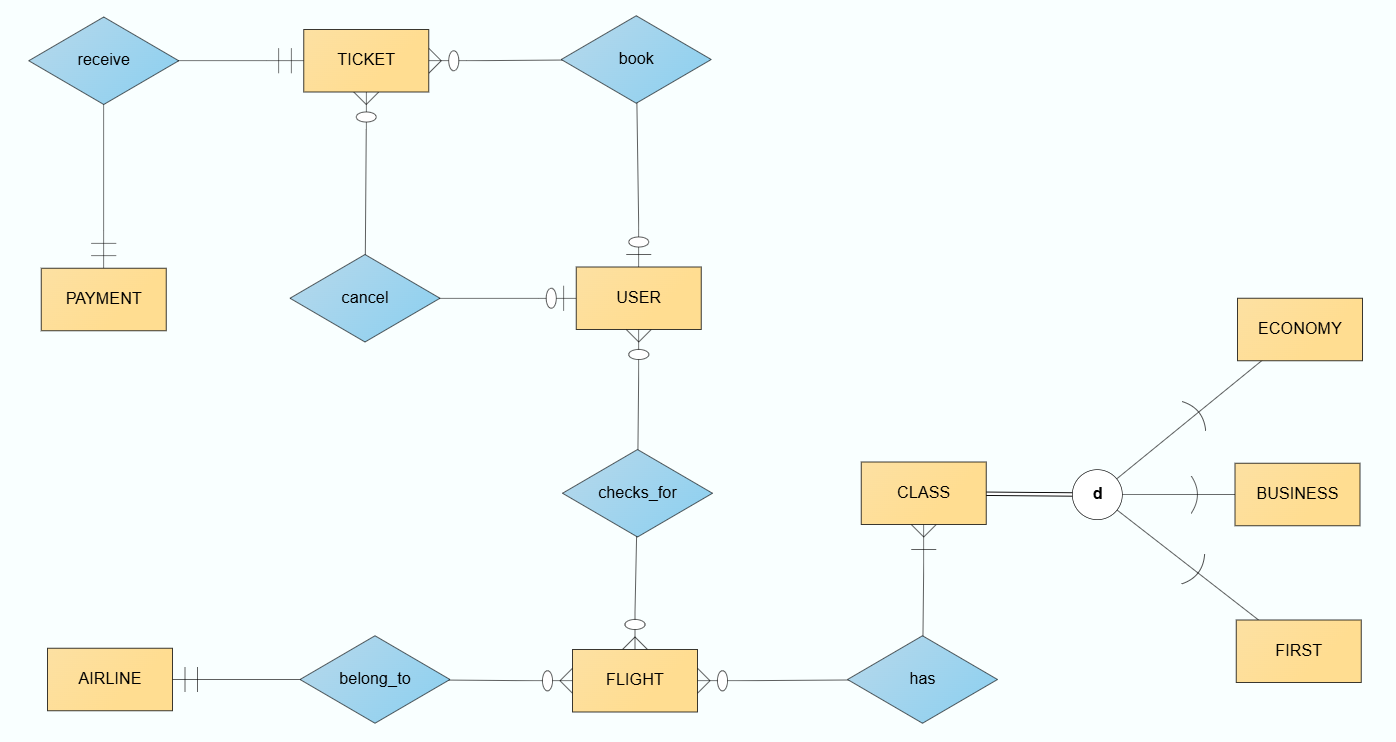 receive
TICKET
book
PAYMENT
cancel
USER
ECONOMY
checks_for
CLASS
d
BUSINESS
AIRLINE
belong_to
FLIGHT
has
FIRST